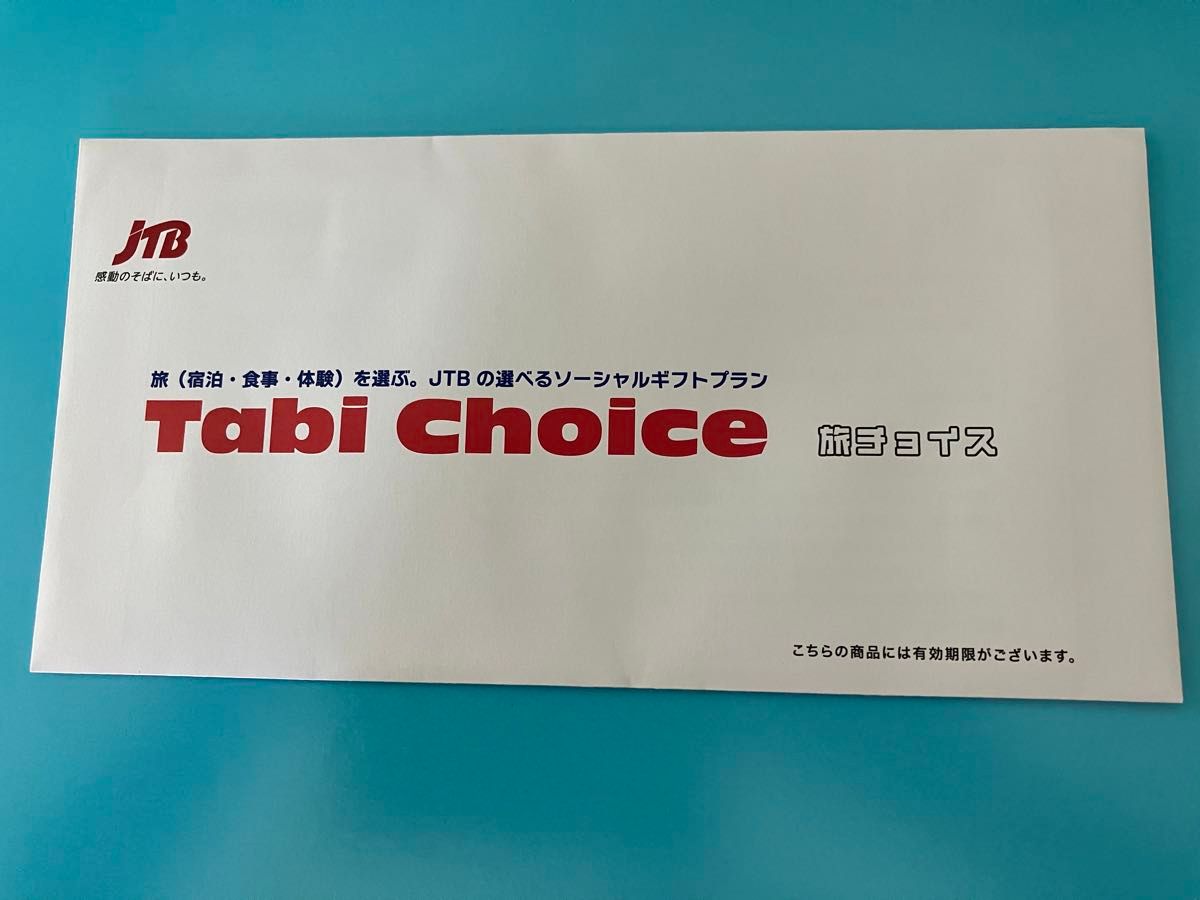 JTB
感動のそばに、いつも。
旅（宿泊・食事・体験）を選ぶ。JTBの選べるソーシャルギフトプラン
Tabi Choice 旅チョイス
こちらの商品には有効期限がございます。